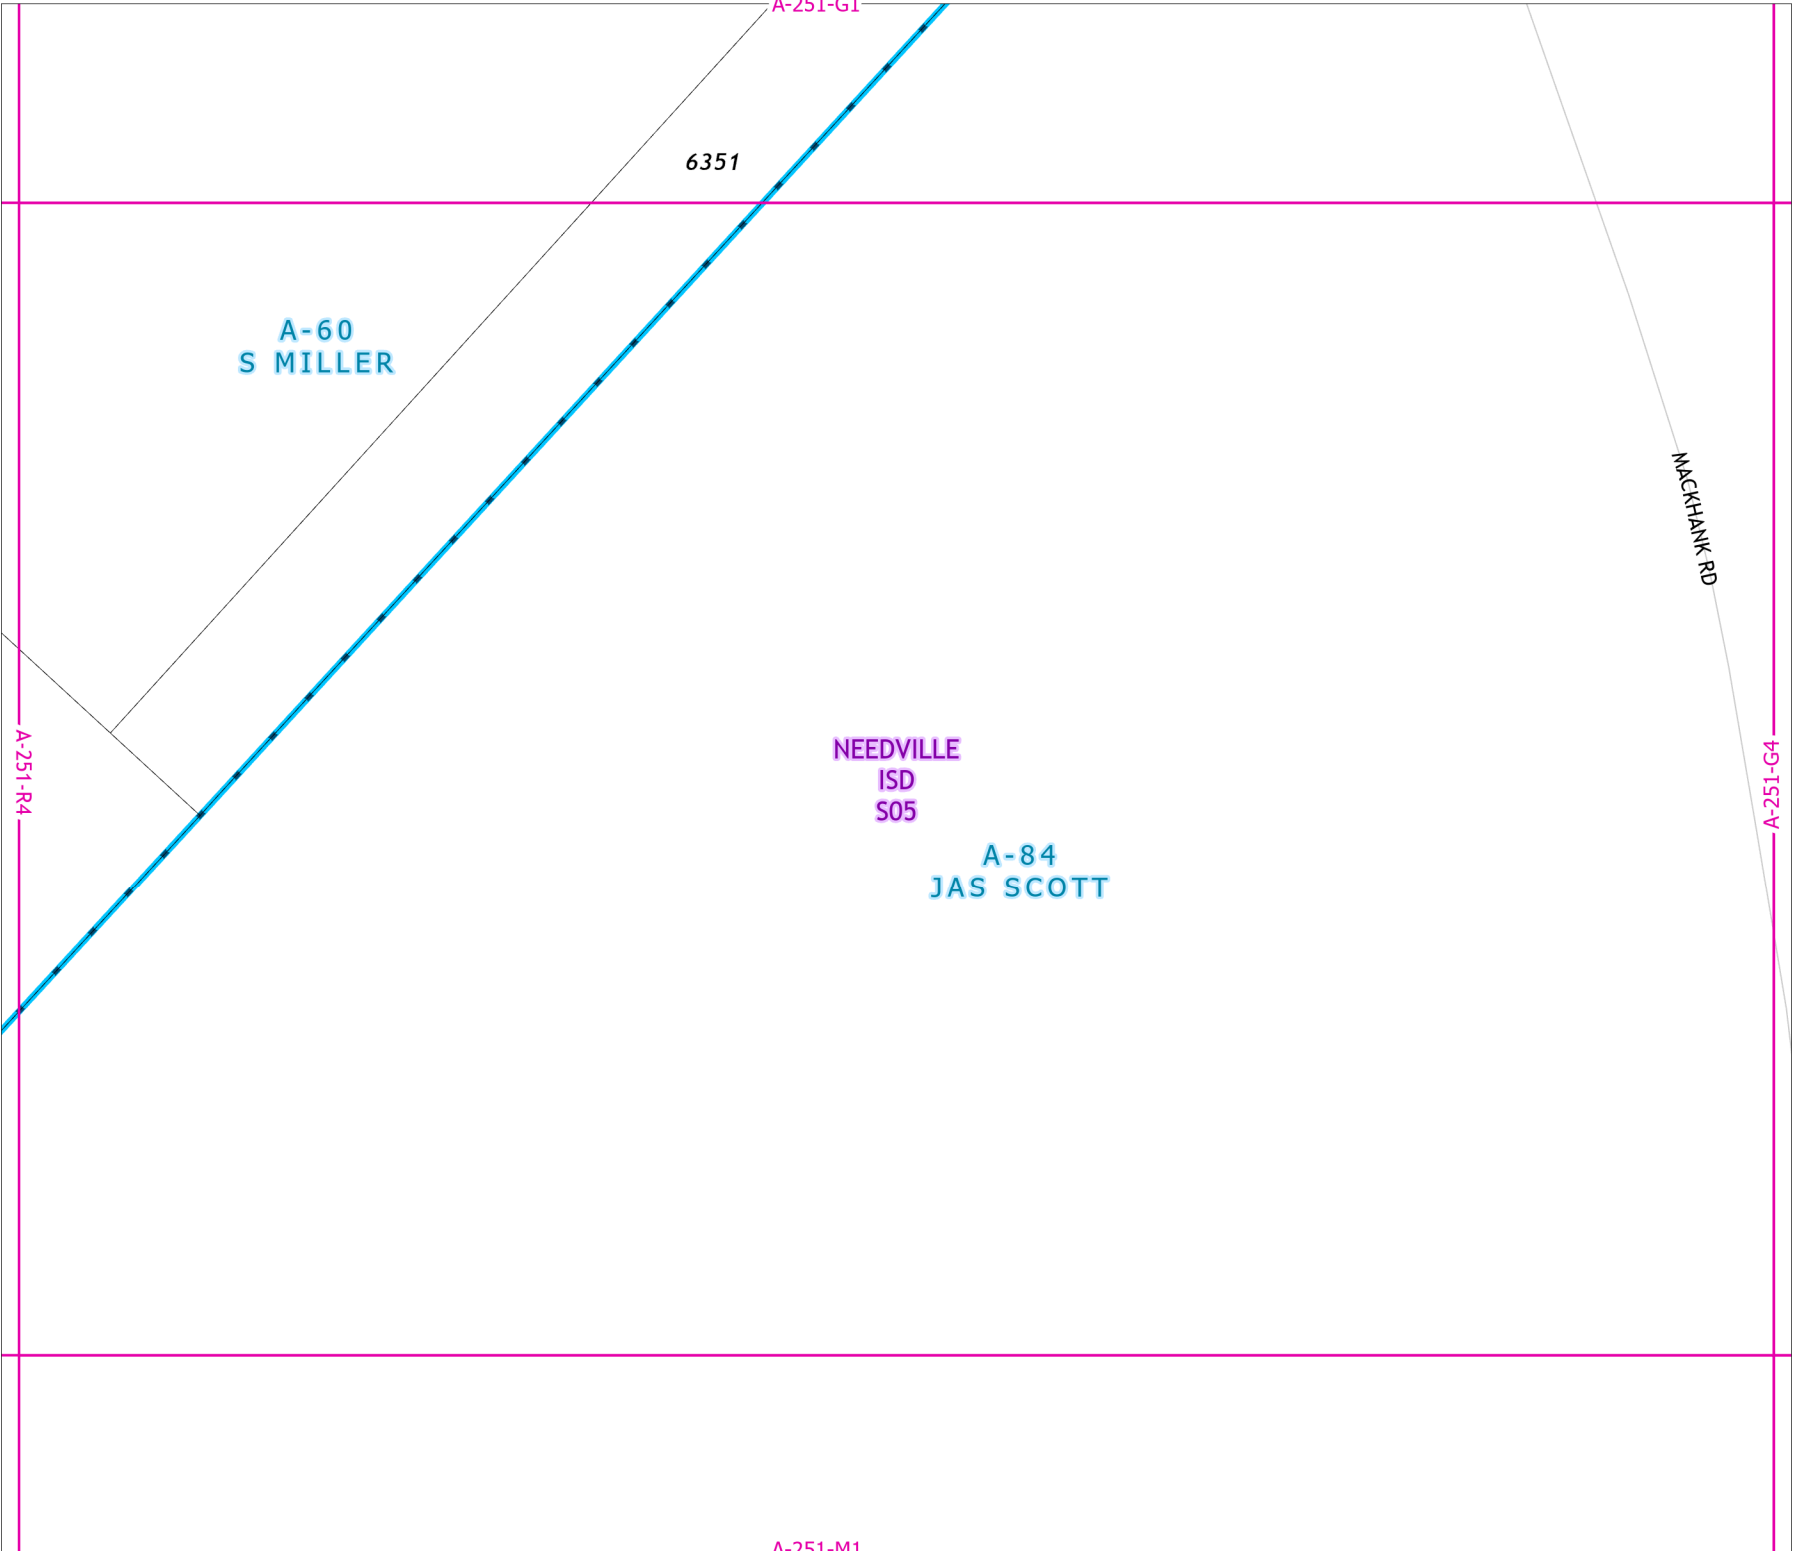 A-251-G1
6351
A-60
S MILLER
MACKHANK RD
A-251-R4
NEEDVILLE
ISD
S05
A-251-G4
A-84
JAS SCOTT
A-251-M1